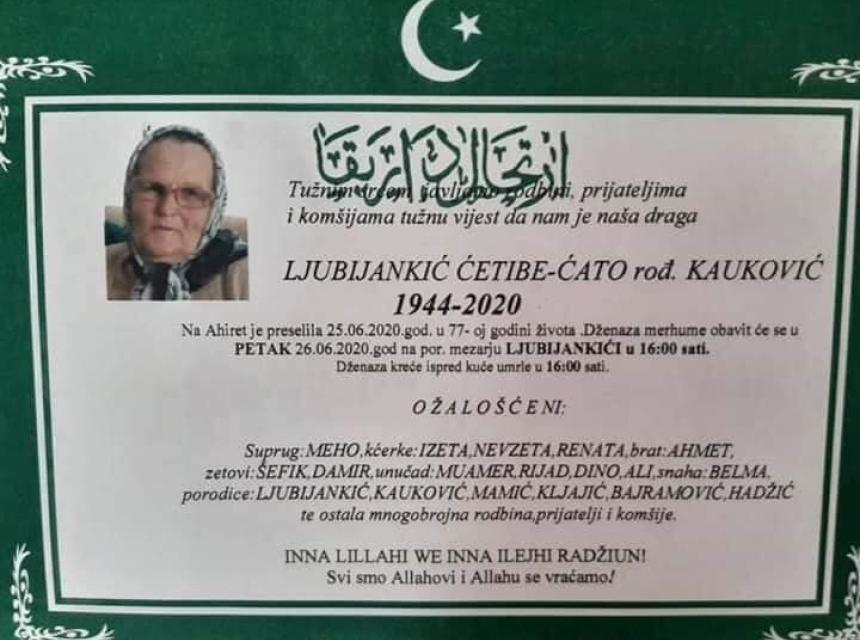 Tužnim srcem javljamo rodbini, prijateljima
i komšijama tužnu vijest da nam je naša draga
LJUBIJANKIĆ ĆETIBE-ĆATO rođ. KAUKOVIĆ
1944-2020
Na Ahiret je preselila 25.06.2020.god. u 77- oj godini života .Dženaza merhume obavit će se u
PETAK 26.06.2020.god na por. mezarju LJUBIJANKIĆI u 16:00 sati.
Dženaza kreće ispred kuće umrle u 16:00 sati.
OŽALOŠĆENI:
Suprug:MEHO,kćerke:IZETA,NEVZETA,RENATA,brat:AHMET,
zetovi:ŠEFIK,DAMIR,unučad:MUAMER,RIJAD,DINO,ALI,snaha:BELMA,
porodice:LJUBIJANKIĆ,KAUKOVIĆ,MAMIĆ,KLJAJIĆ,BAJRAMOVIĆ,HADŽIĆ
te ostala mnogobrojna rodbina,prijatelji i komšije.
INNA LILLAHI WE INNA ILEJHI RADŽIUN!
Svi smo Allahovi i Allahu se vraćamo!